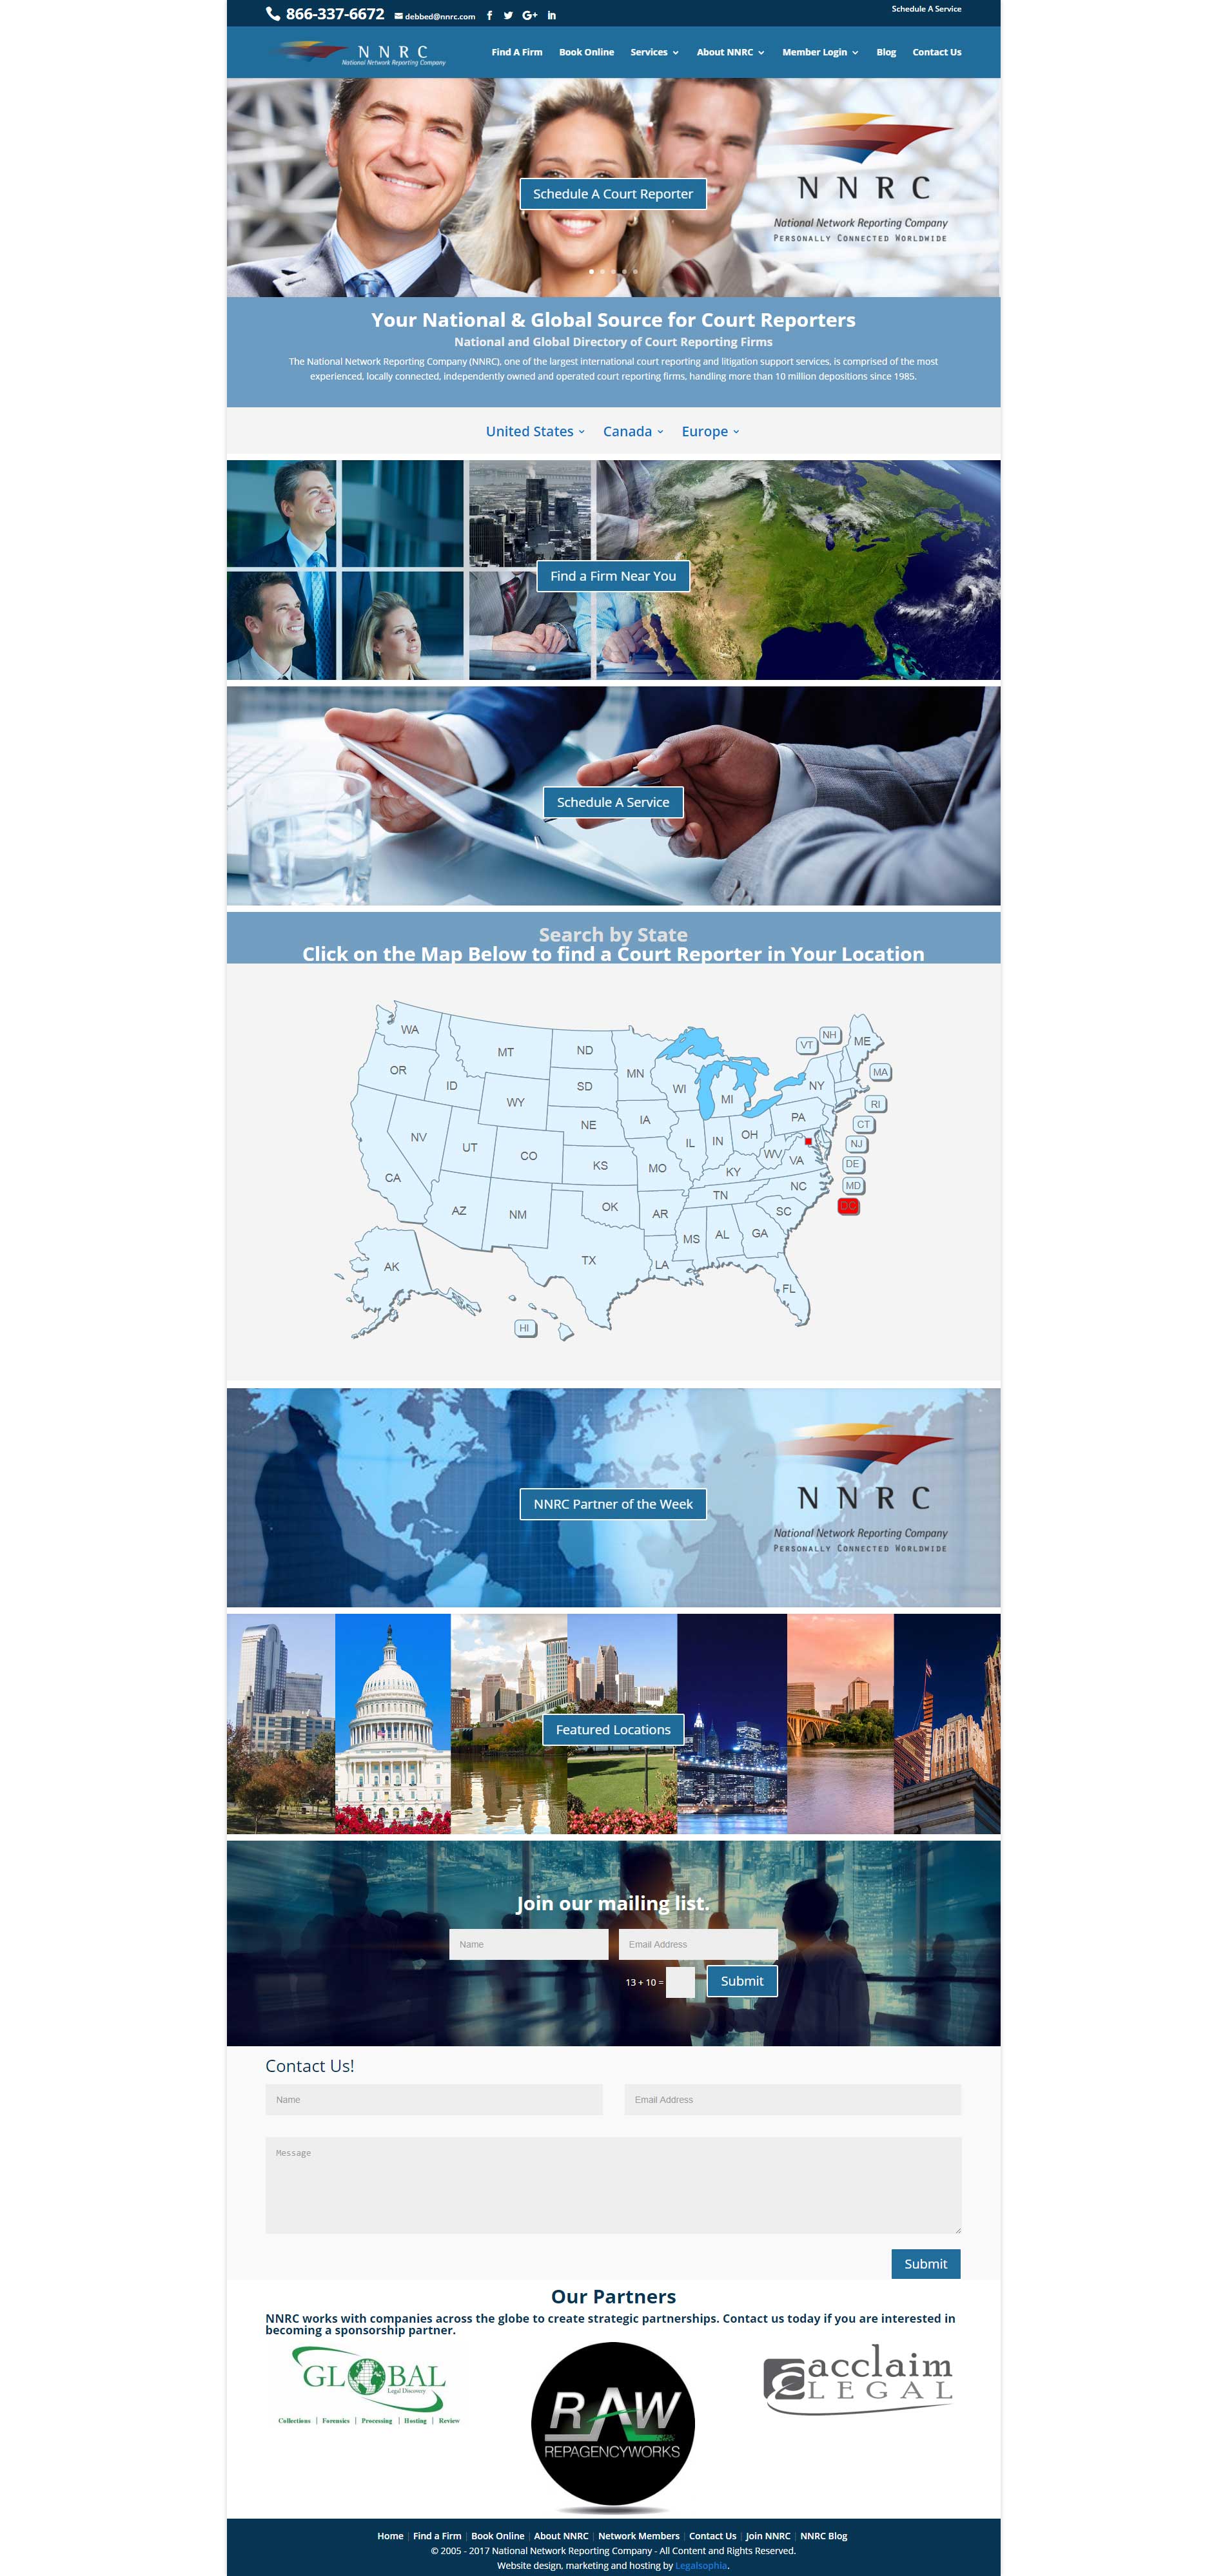 866-337-6672 debbed@nnrc.com
Schedule A Service
NNRC
National Network Reporting Company
Find A Firm Book Online Services About NNRC Member Login Blog Contact Us
Schedule A Court Reporter
NNRC
National Network Reporting Company
PERSONALLY CONNECTED WORLDWIDE
Your National & Global Source for Court Reporters
National and Global Directory of Court Reporting Firms
The National Network Reporting Company (NNRC), one of the largest international court reporting and litigation support services, is comprised of the most
experienced, locally connected, independently owned and operated court reporting firms, handling more than 10 million depositions since 1985.
United States Canada Europe
Find a Firm Near You
Schedule A Service
Search by State
Click on the Map Below to find a Court Reporter in Your Location
WA
MT
ND
MN
NH
VT
ME
OR
ID
SD
WI
MI
NY
MA
WY
IA
PA
RI
NV
UT
NE
IL
IN
OH
CT
NJ
CO
KS
MO
WV
VA
DE
CA
KY
NC
MD
AZ
NM
OK
AR
TN
SC
DC
MS
AL
GA
AK
TX
LA
FL
HI
NNRC Partner of the Week
NNRC
National Network Reporting Company
PERSONALLY CONNECTED WORLDWIDE
Featured Locations
Join our mailing list.
Name
Email Address
13 + 10 =
Submit
Contact Us!
Name
Email Address
Message
Submit
Our Partners
NNRC works with companies across the globe to create strategic partnerships. Contact us today if you are interested in
becoming a sponsorship partner.
GLOBAL
Legal Discovery
Collections | Forensics | Processing | Hosting | Review
RAW
REPAGENCYWORKS
acclaim
LEGAL
Home | Find a Firm | Book Online | About NNRC | Network Members | Contact Us | Join NNRC | NNRC Blog
© 2005 - 2017 National Network Reporting Company - All Content and Rights Reserved.
Website design, marketing and hosting by Legalsophia.